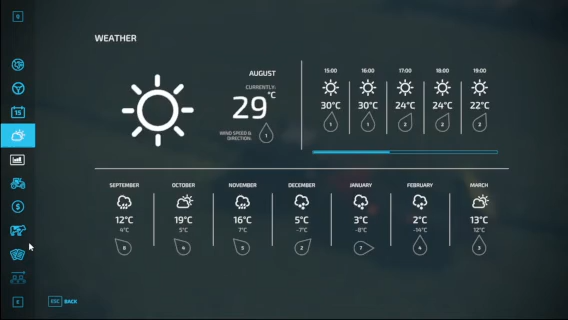 Q
WEATHER
15
AUGUST
CURRENTLY:
29°C
WIND SPEED &
DIRECTION:
1
15:00 16:00 17:00 18:00 19:00
30°C 30°C 24°C 24°C 22°C
1 1 2 2 2
SEPTEMBER OCTOBER NOVEMBER DECEMBER JANUARY FEBRUARY MARCH
12°C 19°C 16°C 5°C 3°C 2°C 13°C
4°C 5°C 7°C -7°C -8°C -14°C 12°C
8 4 5 2 7 4 3
E
ESC BACK